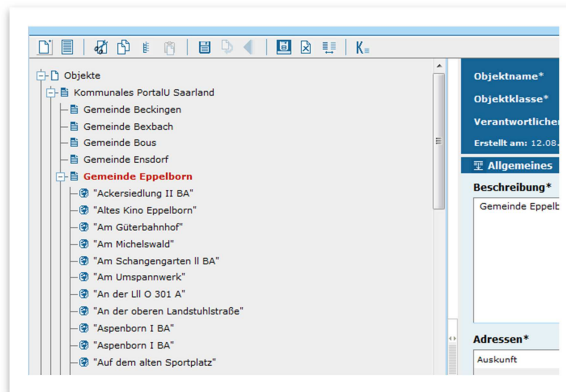 K
Objekte
Kommunales PortalU Saarland
Gemeinde Beckingen
Gemeinde Bexbach
Gemeinde Bous
Gemeinde Ensdorf
Gemeinde Eppelborn
"Ackersiedlung II BA"
"Altes Kino Eppelborn"
"Am Güterbahnhof"
"Am Michelswald"
"Am Schangengarten ll BA"
"Am Umspannwerk"
"An der Lll O 301 A"
"An der oberen Landstuhlstraße"
"Aspenborn I BA"
"Aspenborn I BA"
"Auf dem alten Sportplatz"
Objektname*
Objektklasse*
Verantwortliche
Erstellt am: 12.08.
Allgemeines
Beschreibung*
Gemeinde Eppelb
Adressen*
Auskunft